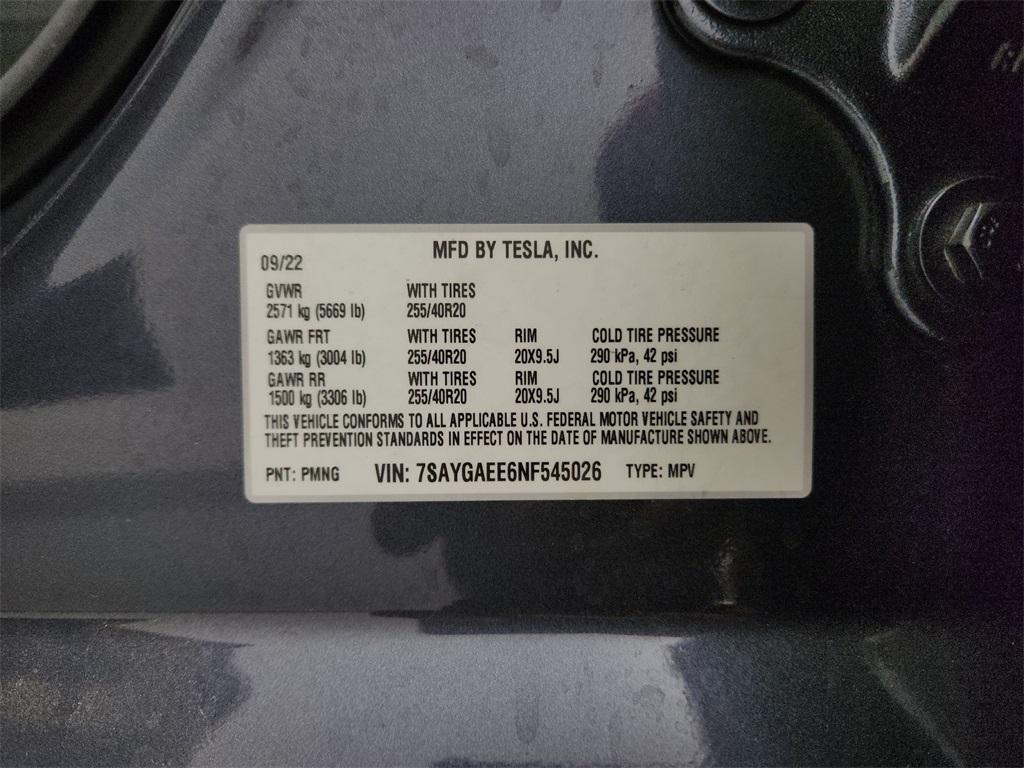 MFD BY TESLA, INC.
09/22
GVWR WITH TIRES
2571 kg (5669 lb) 255/40R20
GAWR FRT WITH TIRES RIM COLD TIRE PRESSURE
1363 kg (3004 lb) 255/40R20 20X9.5J 290 kPa, 42 psi
GAWR RR WITH TIRES RIM COLD TIRE PRESSURE
1500 kg (3306 lb) 255/40R20 20X9.5J 290 kPa, 42 psi
THIS VEHICLE CONFORMS TO ALL APPLICABLE U.S. FEDERAL MOTOR VEHICLE SAFETY AND
THEFT PREVENTION STANDARDS IN EFFECT ON THE DATE OF MANUFACTURE SHOWN ABOVE.
PNT: PMNG VIN: 7SAYGAEE6NF545026 TYPE: MPV